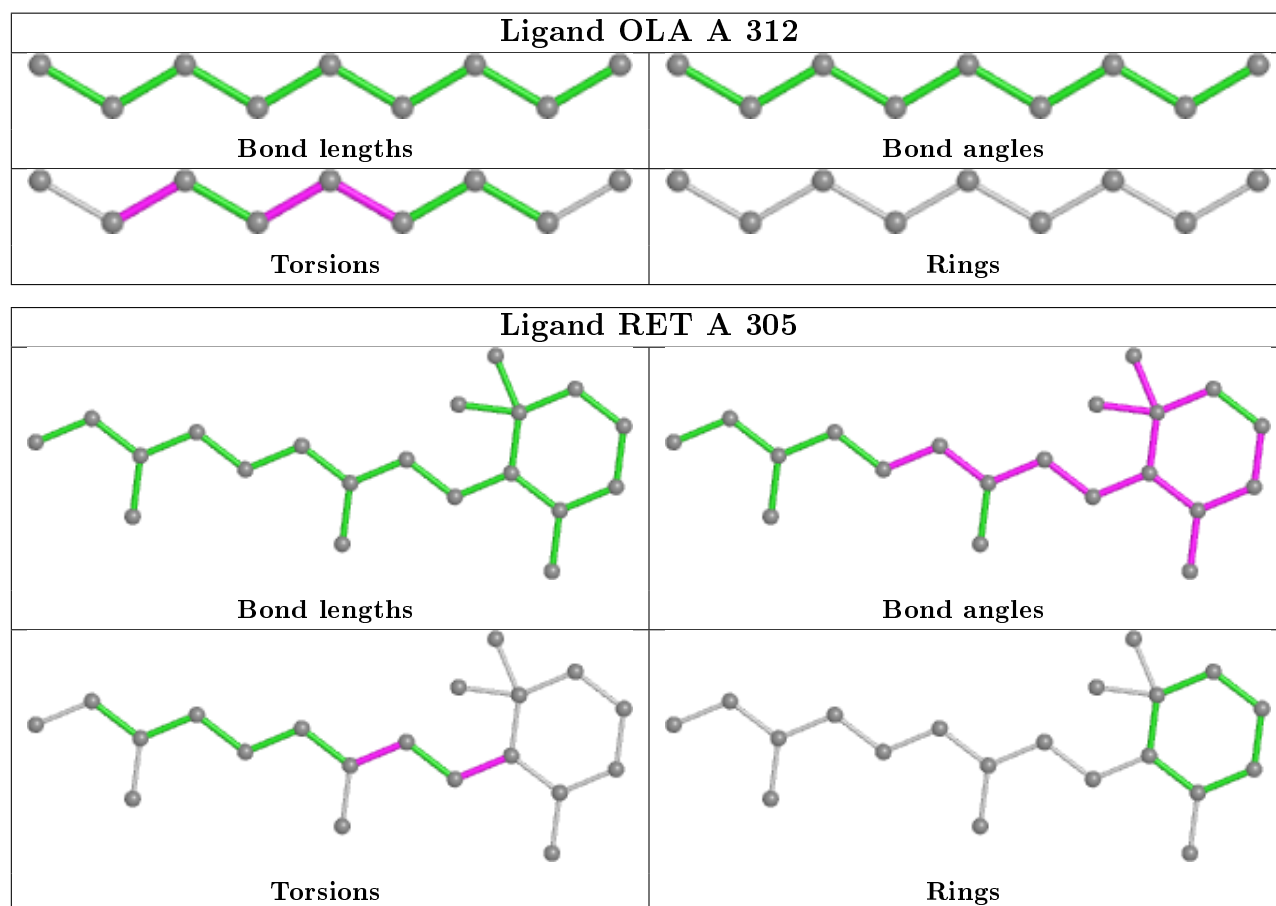 Ligand OLA A 312
Bond lengths
Bond angles
Torsions
Rings
Ligand RET A 305
Bond lengths
Bond angles
Torsions
Rings